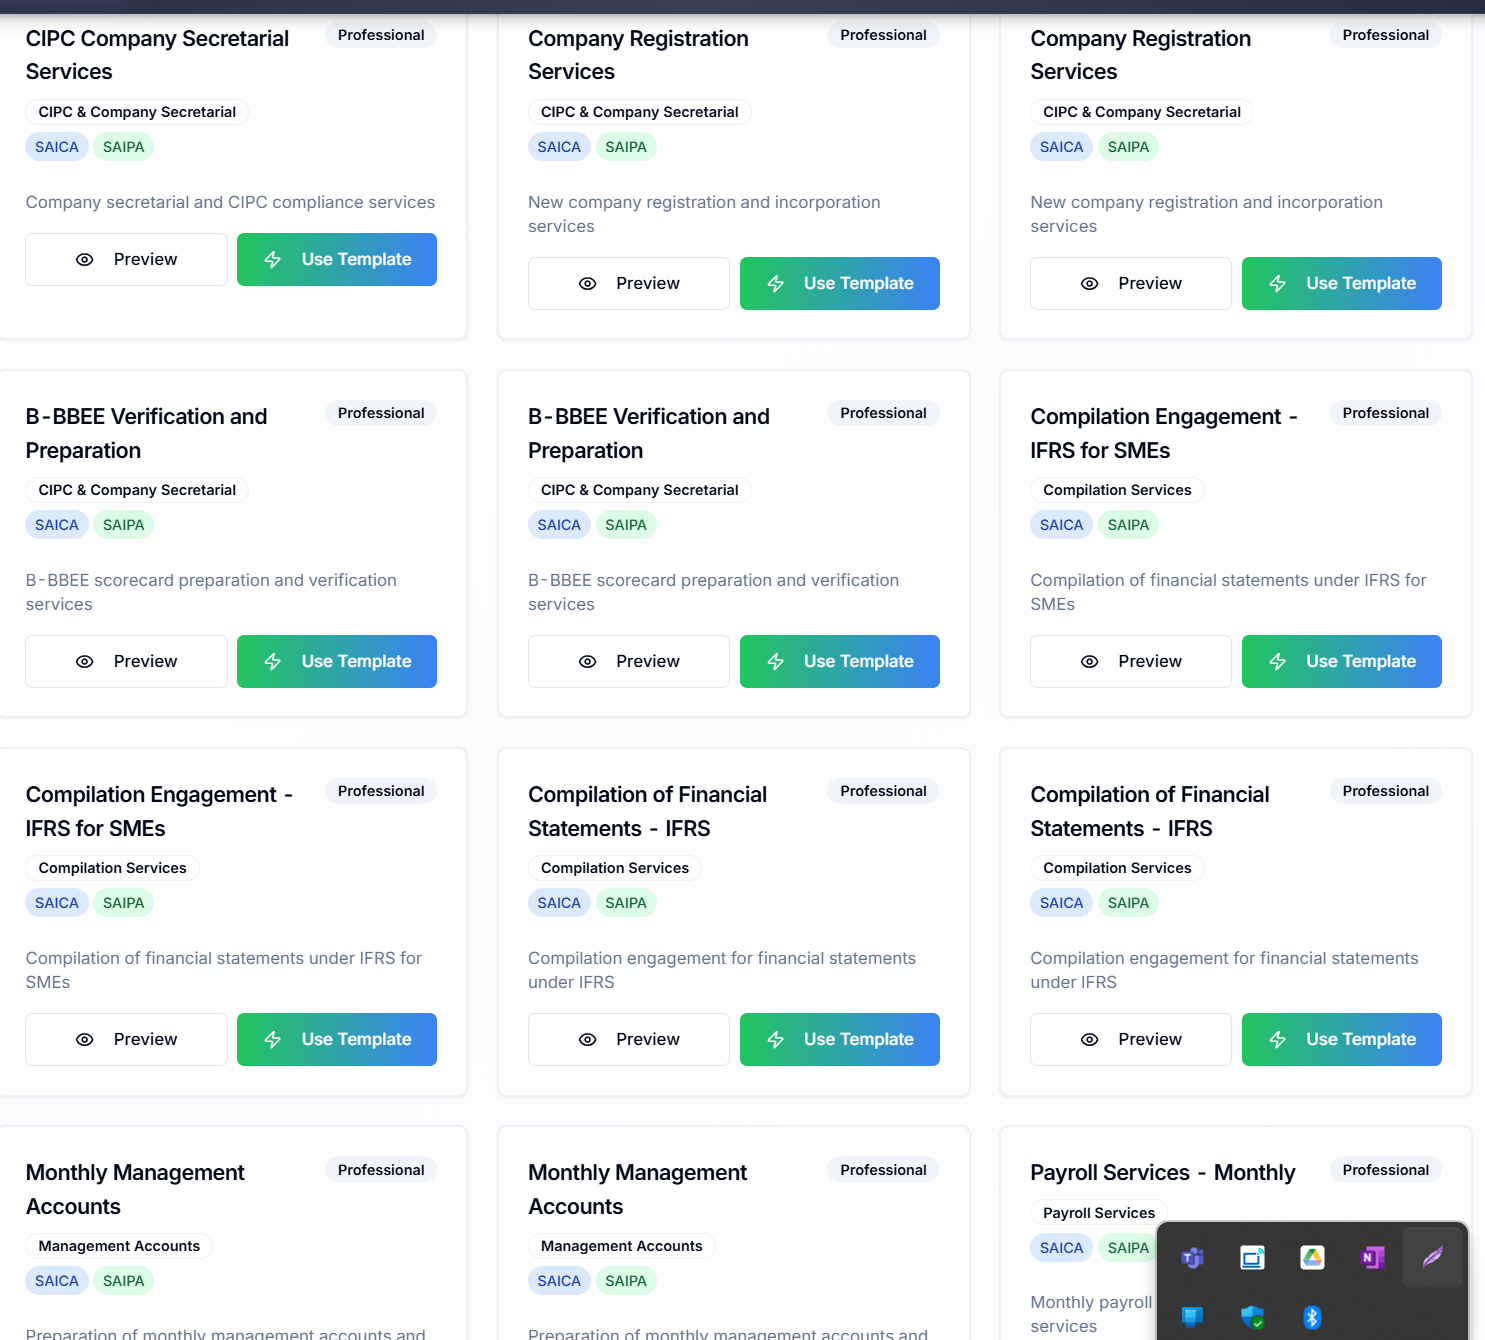 CIPC Company Secretarial
Services
Professional
CIPC & Company Secretarial
SAICA SAIPA
Company secretarial and CIPC compliance services
Preview Use Template
Company Registration
Services
Professional
CIPC & Company Secretarial
SAICA SAIPA
New company registration and incorporation
services
Preview Use Template
Company Registration
Services
Professional
CIPC & Company Secretarial
SAICA SAIPA
New company registration and incorporation
services
Preview Use Template
B-BBEE Verification and
Preparation
Professional
CIPC & Company Secretarial
SAICA SAIPA
B-BBEE scorecard preparation and verification
services
Preview Use Template
B-BBEE Verification and
Preparation
Professional
CIPC & Company Secretarial
SAICA SAIPA
B-BBEE scorecard preparation and verification
services
Preview Use Template
Compilation Engagement -
IFRS for SMEs
Professional
Compilation Services
SAICA SAIPA
Compilation of financial statements under IFRS for
SMEs
Preview Use Template
Compilation Engagement -
IFRS for SMEs
Professional
Compilation Services
SAICA SAIPA
Compilation of financial statements under IFRS for
SMEs
Preview Use Template
Compilation of Financial
Statements - IFRS
Professional
Compilation Services
SAICA SAIPA
Compilation engagement for financial statements
under IFRS
Preview Use Template
Compilation of Financial
Statements - IFRS
Professional
Compilation Services
SAICA SAIPA
Compilation engagement for financial statements
under IFRS
Preview Use Template
Monthly Management
Accounts
Professional
Management Accounts
SAICA SAIPA
Preparation of monthly management accounts and
Monthly Management
Accounts
Professional
Management Accounts
SAICA SAIPA
Preparation of monthly management accounts and
Payroll Services - Monthly
Professional
Payroll Services
SAICA SAIPA
Monthly payroll
services